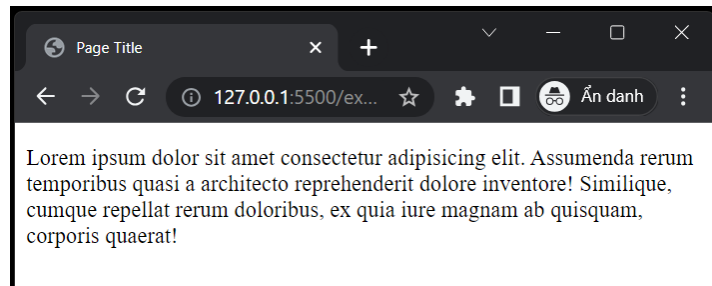 Page Title
127.0.0.1:5500/ex...
Ẩn danh
Lorem ipsum dolor sit amet consectetur adipisicing elit. Assumenda rerum
temporibus quasi a architecto reprehenderit dolore inventore! Similique,
cumque repellat rerum doloribus, ex quia iure magnam ab quisquam,
corporis quaerat!